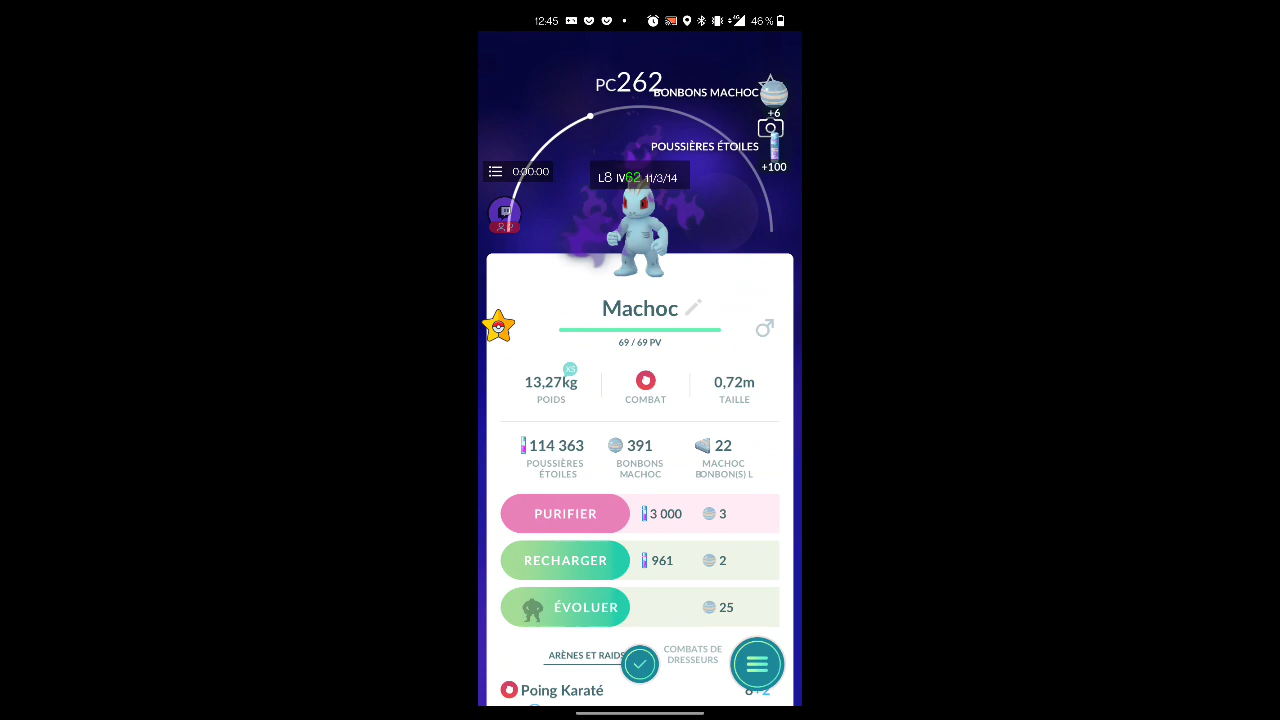 12:45
4G
46 %
PC262
BONBONS MACHOC
+6
POUSSIÈRES ÉTOILES
+100
0:00:00
L8 IV62 11/3/14
Machoc
69 / 69 PV
XS
13,27kg
POIDS
COMBAT
0,72m
TAILLE
114 363
POUSSIÈRES
ÉTOILES
391
BONBONS
MACHOC
22
MACHOC
BONBON(S) L
PURIFIER
3 000
3
RECHARGER
961
2
ÉVOLUER
25
ARÈNES ET RAIDS
COMBATS DE
DRESSEURS
Poing Karaté